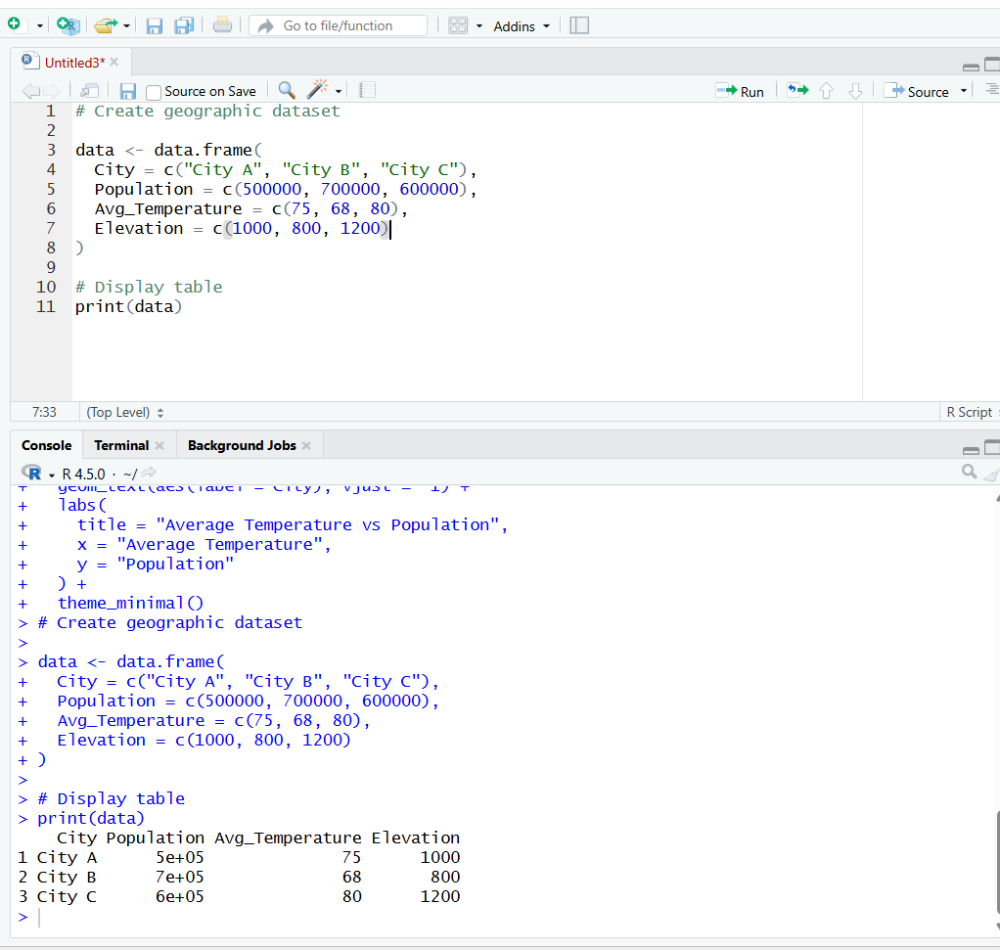 Go to file/function
Addins
Untitled3*
Source on Save
Run
Source
1 # Create geographic dataset
2
3 data <- data.frame(
4   City = c("City A", "City B", "City C"),
5   Population = c(500000, 700000, 600000),
6   Avg_Temperature = c(75, 68, 80),
7   Elevation = c(1000, 800, 1200)
8 )
9
10 # Display table
11 print(data)
7:33 (Top Level) R Script
Console Terminal Background Jobs
R 4.5.0 · ~/
+   geom_text(aes(label = City), vjust = 1) +
+   labs(
+     title = "Average Temperature vs Population",
+     x = "Average Temperature",
+     y = "Population"
+   ) +
+   theme_minimal()
> # Create geographic dataset
>
> data <- data.frame(
+   City = c("City A", "City B", "City C"),
+   Population = c(500000, 700000, 600000),
+   Avg_Temperature = c(75, 68, 80),
+   Elevation = c(1000, 800, 1200)
+ )
>
> # Display table
> print(data)
    City Population Avg_Temperature Elevation
1 City A      5e+05              75      1000
2 City B      7e+05              68       800
3 City C      6e+05              80      1200
>